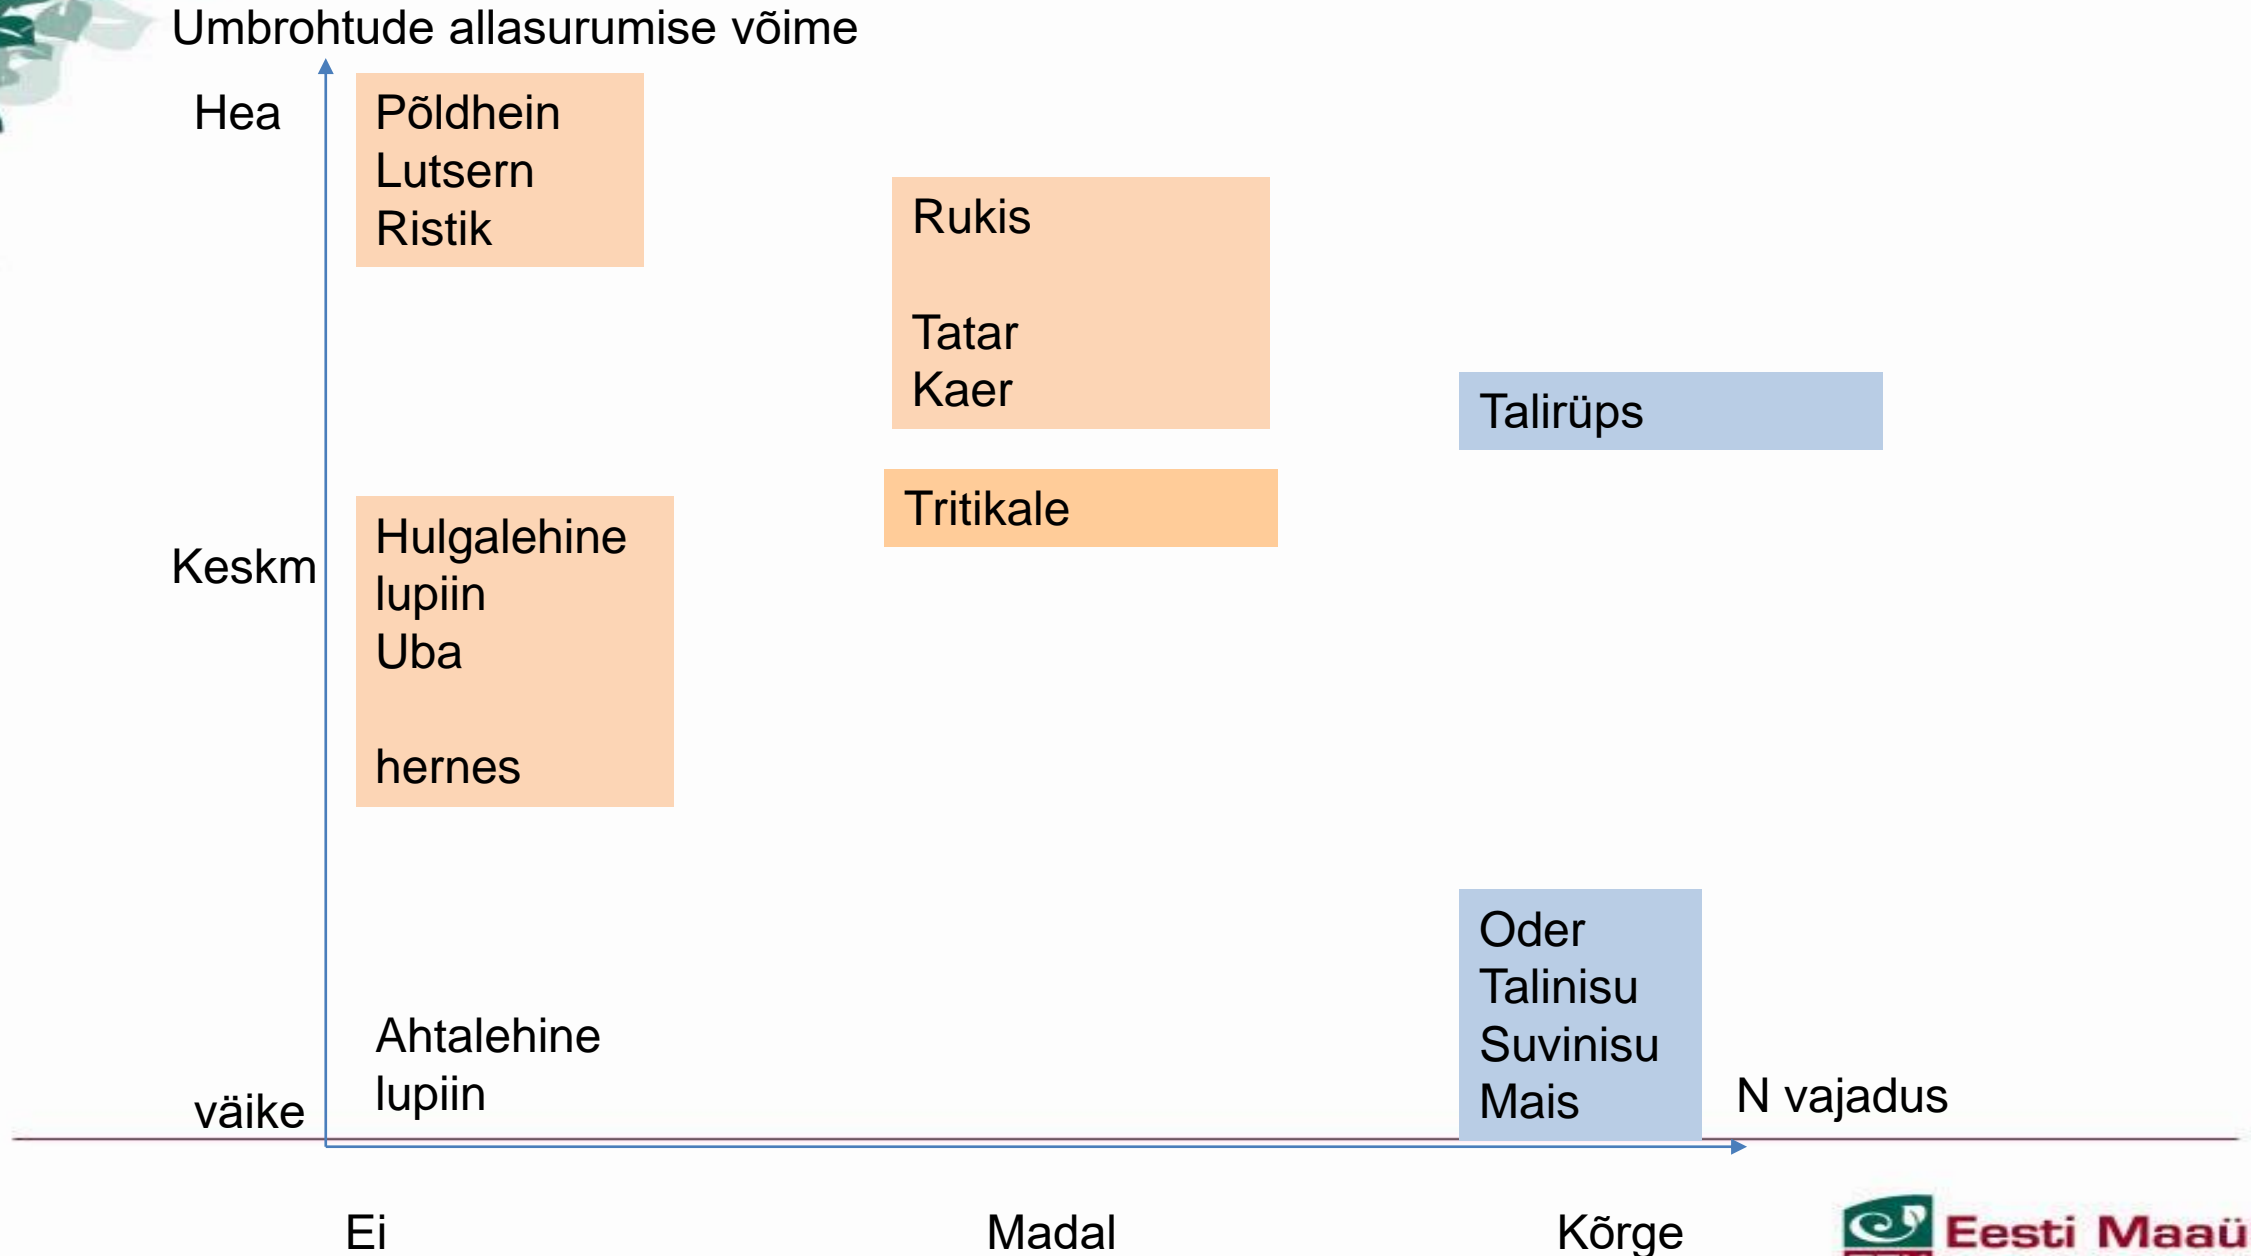 Umbrohtude allasurumise võime
Hea
Põldhein
Lutsern
Ristik
Rukis
Tatar
Kaer
Talirüps
Tritikale
Keskm
Hulgalehine
lupiin
Uba
hernes
Oder
Talinisu
Suvinisu
Mais
Ahtalehine
lupiin
väike
N vajadus
Ei
Madal
Kõrge
Eesti Maaü